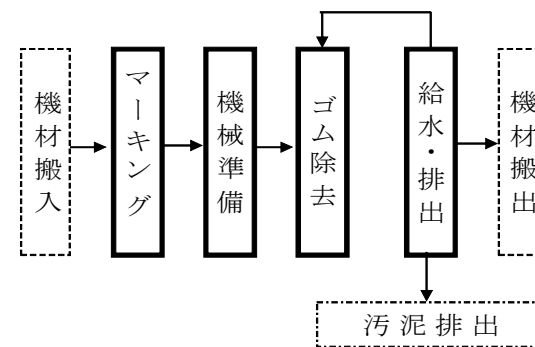 機材搬入
マーキング
機械準備
ゴム除去
給水・排出
機材搬出
汚泥排出